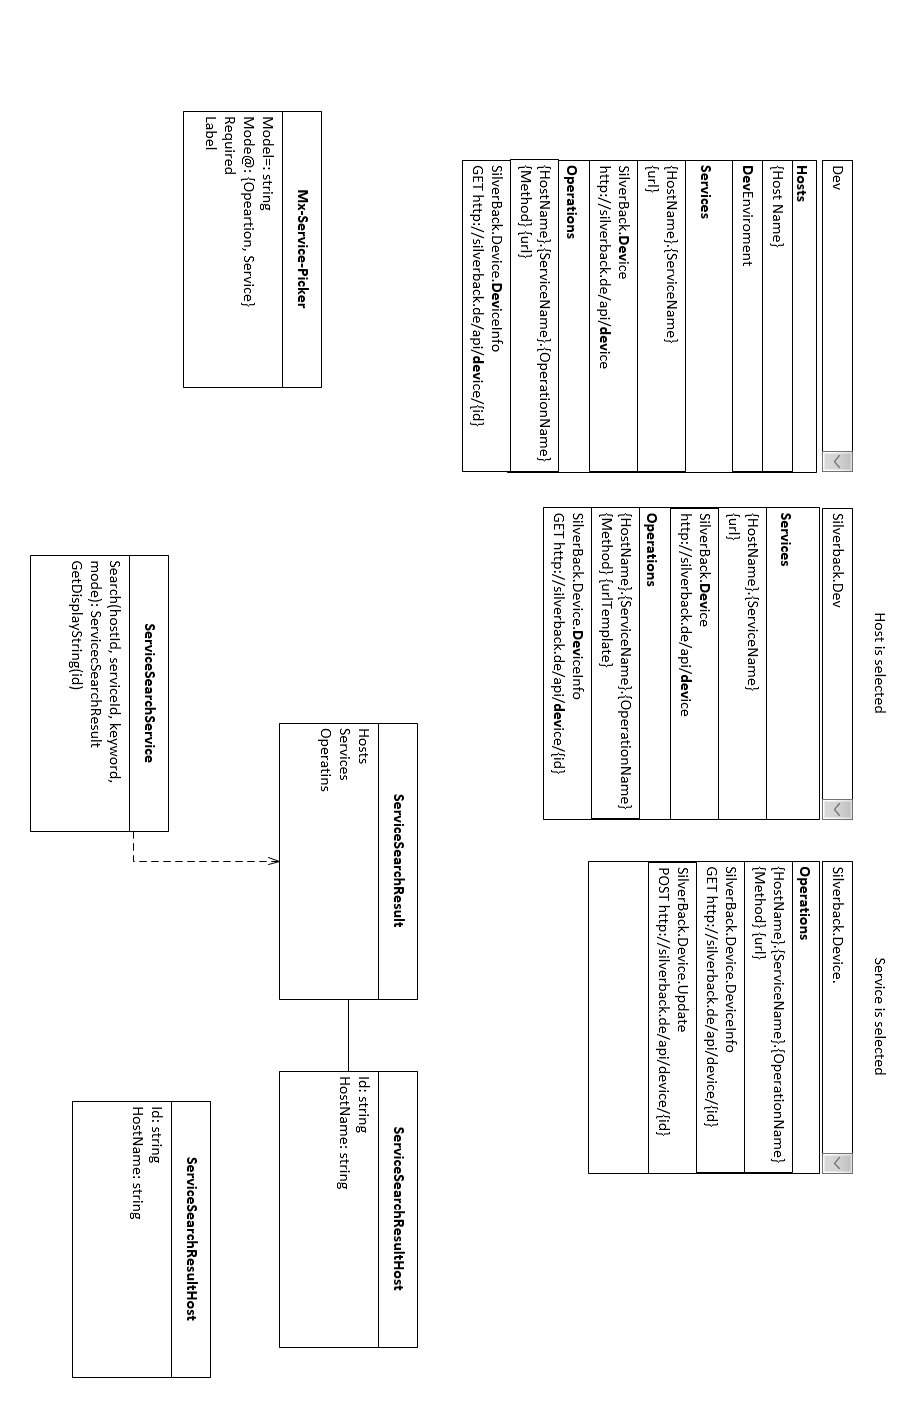 Host is selected
Service is selected
Dev
Hosts
{Host Name}
DevEnviroment
Services
{HostName}.{ServiceName}
{url}
SilverBack.Device
http://silverback.de/api/device
Operations
{HostName}.{ServiceName}.{OperationName}
{Method} {url}
SilverBack.Device.DeviceInfo
GET http://silverback.de/api/device/{id}
Silverback.Dev
Services
{HostName}.{ServiceName}
{url}
SilverBack.Device
http://silverback.de/api/device
Operations
{HostName}.{ServiceName}.{OperationName}
{Method} {urlTemplate}
SilverBack.Device.DeviceInfo
GET http://silverback.de/api/device/{id}
Silverback.Device.
Operations
{HostName}.{ServiceName}.{OperationName}
{Method} {url}
SilverBack.Device.DeviceInfo
GET http://silverback.de/api/device/{id}
SilverBack.Device.Update
POST http://silverback.de/api/device/{id}
Mx-Service-Picker
Model=: string
Mode@: {Opeartion, Service}
Required
Label
ServiceSearchResult
Hosts
Services
Operatins
ServiceSearchResultHost
Id: string
HostName: string
ServiceSearchService
Search(hostId, serviceId, keyword,
mode): ServicecSearchResult
GetDisplayString(id)
ServiceSearchResultHost
Id: string
HostName: string